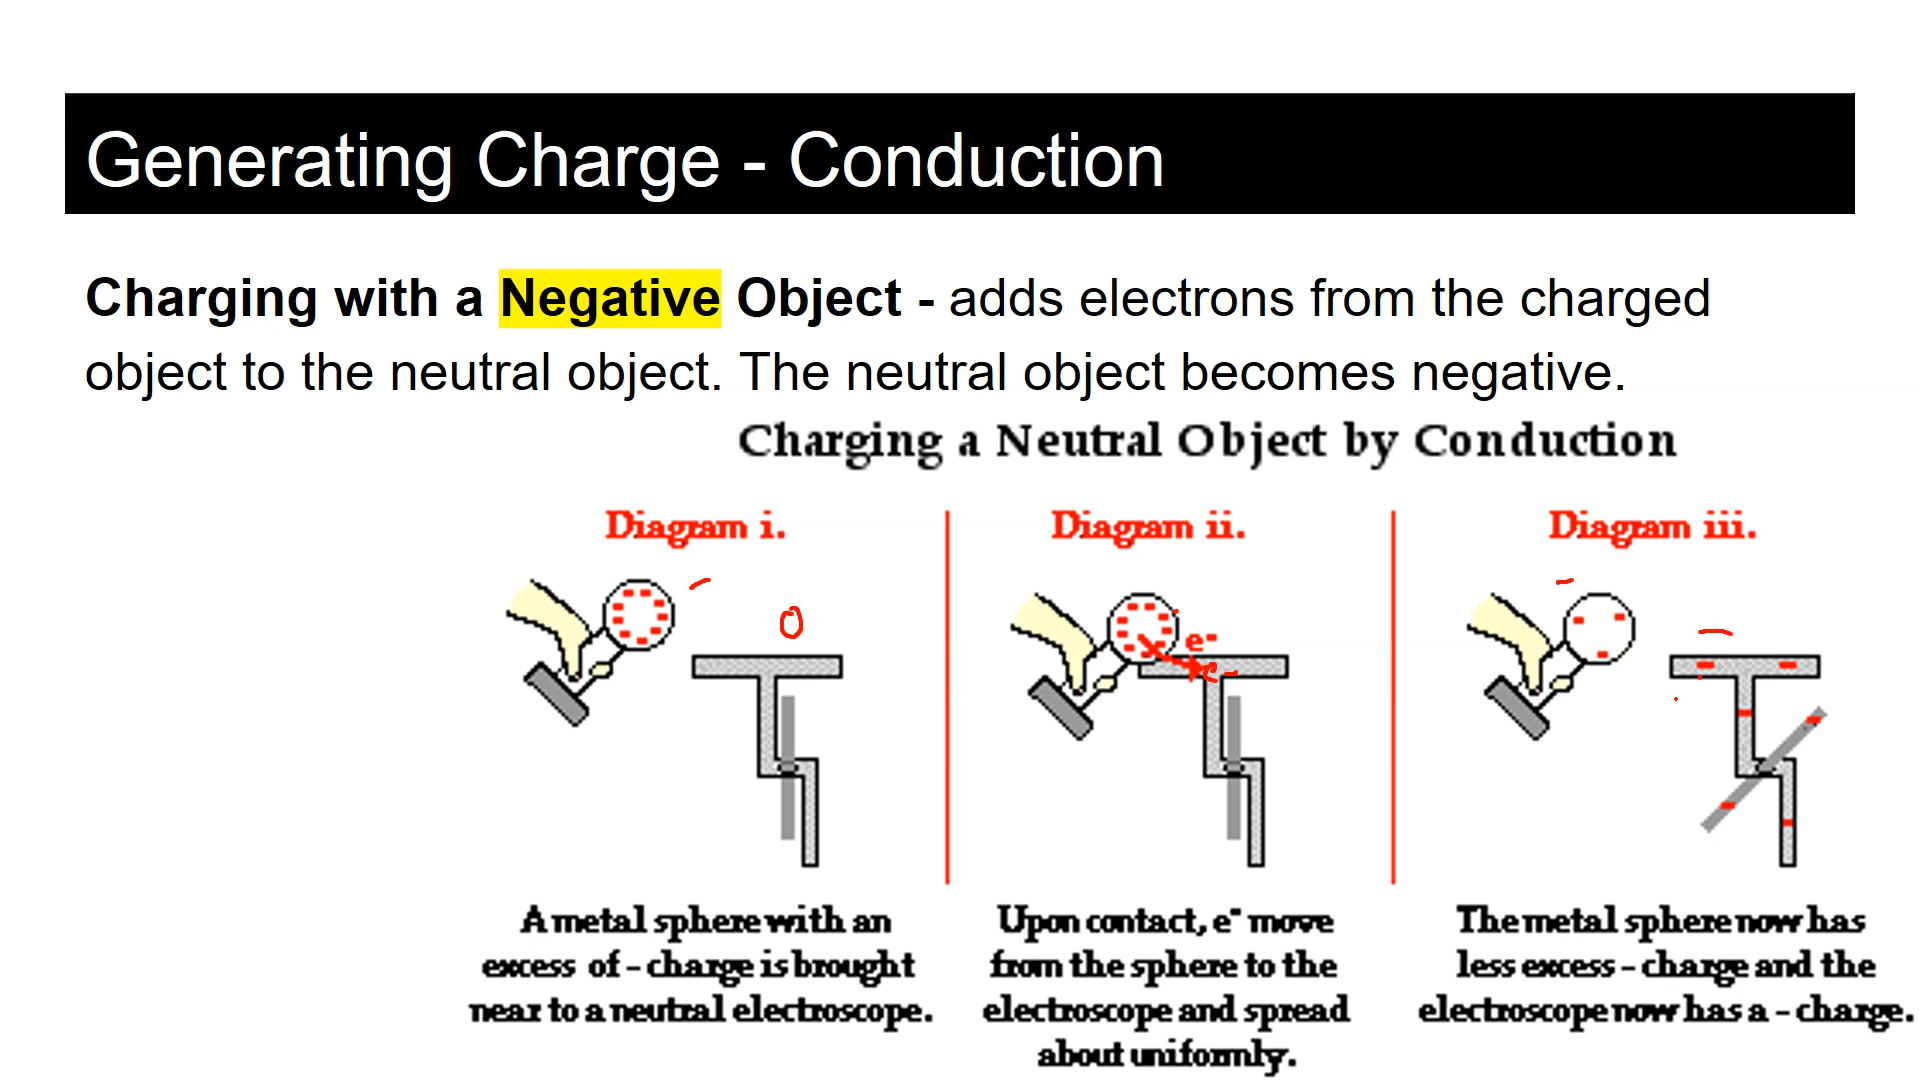 Generating Charge - Conduction
Charging with a Negative Object - adds electrons from the charged
object to the neutral object. The neutral object becomes negative.
Charging a Neutral Object by Conduction
Diagram i.
0
A metal sphere with an
excess of - charge is brought
near to a neutral electroscope.
Diagram ii.
e-
e-
Upon contact, e- move
from the sphere to the
electroscope and spread
about uniformly.
Diagram iii.
The metal sphere now has
less excess - charge and the
electroscope now has a - charge.